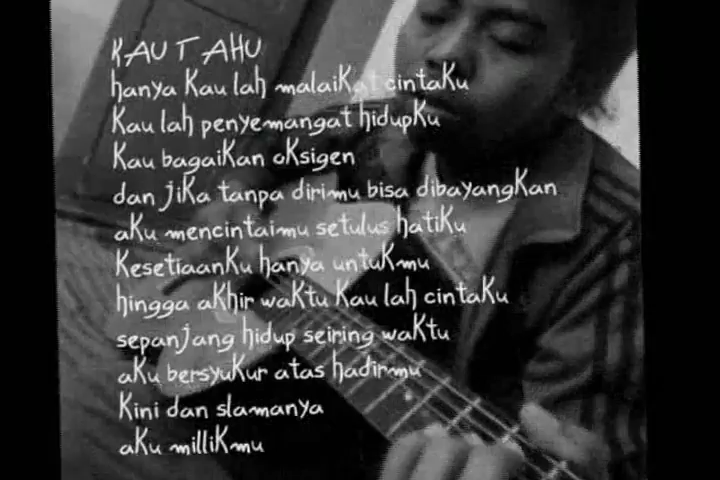 KAU TAHU
hanya Kau lah malaiKat cintaKu
Kau lah penyemangat hidupKu
Kau bagaiKan oKsigen
dan jiKa tanpa dirimu bisa dibayangKan
aKu mencintaimu setulus hatiKu
KesetiaanKu hanya untuKmu
hingga aKhir waKtu Kau lah cintaKu
sepanjang hidup seiring waKtu
aKu bersyuKur atas hadirmu
Kini dan slamanya
aKu milliKmu